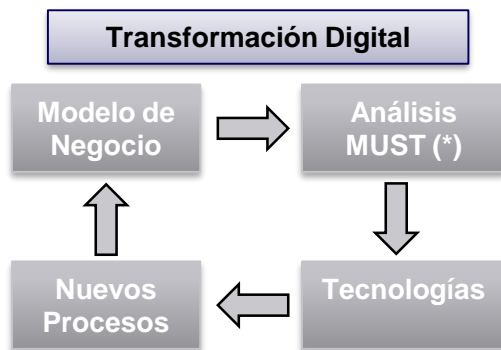 Transformación Digital
Modelo de
Negocio
Análisis
MUST (*)
Nuevos
Procesos
Tecnologías